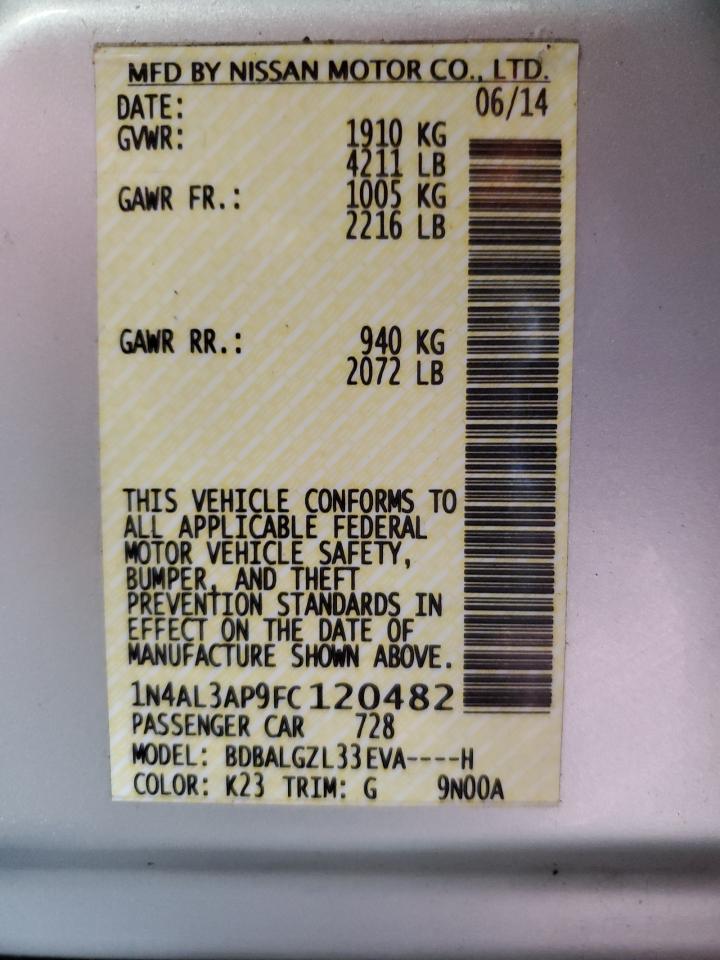 MFD BY NISSAN MOTOR CO., LTD.
DATE: 06/14
GVWR: 1910 KG
4211 LB
GAWR FR.: 1005 KG
2216 LB
GAWR RR.: 940 KG
2072 LB
THIS VEHICLE CONFORMS TO
ALL APPLICABLE FEDERAL
MOTOR VEHICLE SAFETY,
BUMPER, AND THEFT
PREVENTION STANDARDS IN
EFFECT ON THE DATE OF
MANUFACTURE SHOWN ABOVE.
1N4AL3AP9FC120482
PASSENGER CAR 728
MODEL: BDBALGZL33EVA----H
COLOR: K23 TRIM: G 9N00A